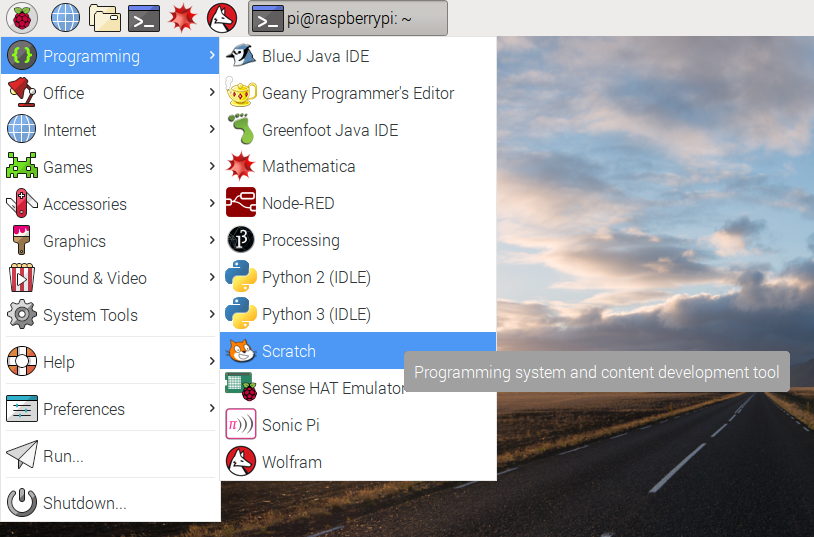 pi@raspberrypi: ~
Programming
Office
Internet
Games
Accessories
Graphics
Sound & Video
System Tools
Help
Preferences
Run...
Shutdown...
BlueJ Java IDE
Geany Programmer's Editor
Greenfoot Java IDE
Mathematica
Node-RED
Processing
Python 2 (IDLE)
Python 3 (IDLE)
Scratch
Sense HAT Emulator
Sonic Pi
Wolfram
Programming system and content development tool